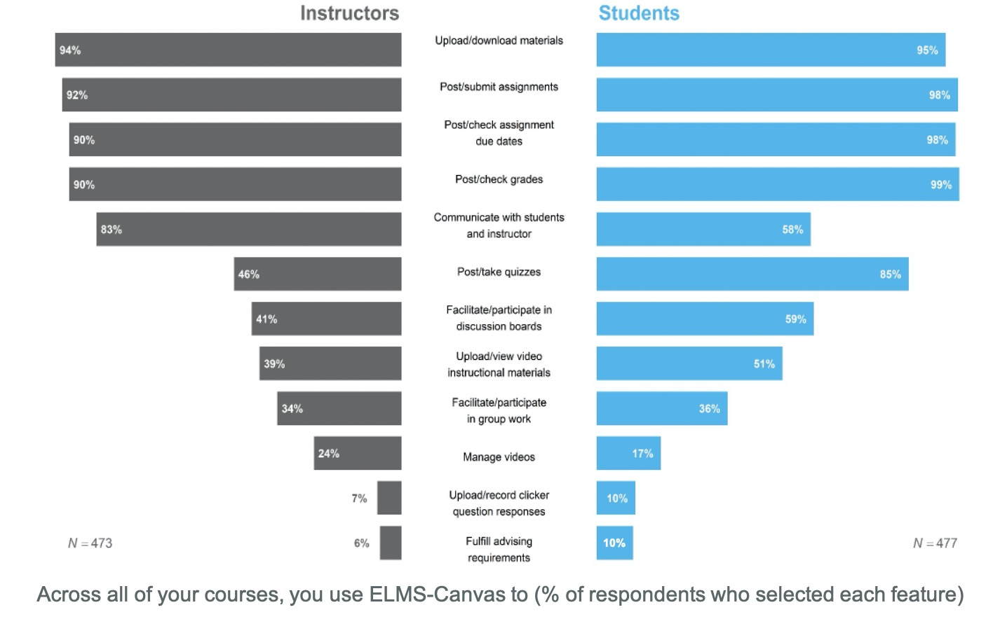 Instructors
Students
94%
Upload/download materials
95%
92%
Post/submit assignments
98%
90%
Post/check assignment
due dates
98%
90%
Post/check grades
99%
83%
Communicate with students
and instructor
58%
46%
Post/take quizzes
85%
41%
Facilitate/participate in
discussion boards
59%
39%
Upload/view video
instructional materials
51%
34%
Facilitate/participate
in group work
36%
24%
Manage videos
17%
7%
Upload/record clicker
question responses
10%
N = 473
6%
Fulfill advising
requirements
10%
N = 477
Across all of your courses, you use ELMS-Canvas to (% of respondents who selected each feature)